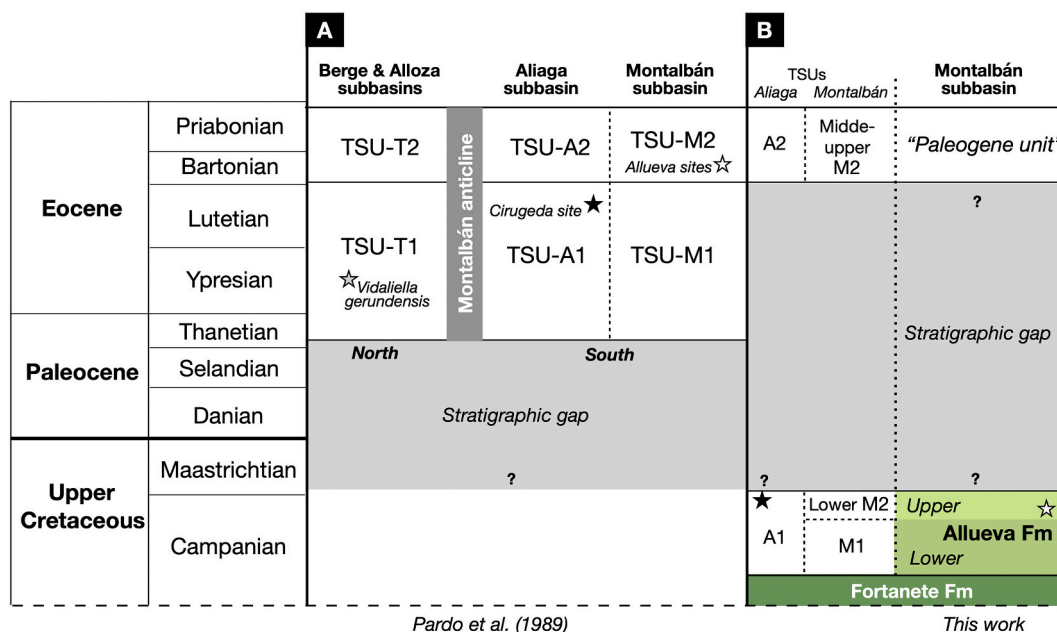 A
B
Berge & Alloza
subbasins
Aliaga
subbasin
Montalbán
subbasin
TSUs
Aliaga Montalbán
Montalbán
subbasin
Eocene
Priabonian
Bartonian
Lutetian
Ypresian
Paleocene
Thanetian
Selandian
Danian
Upper
Cretaceous
Maastrichtian
Campanian
TSU-T2
TSU-T1
Vidaliella
gerundensis
Montalbán anticline
TSU-A2
Cirugeda site
TSU-A1
TSU-M2
Allueva sites
TSU-M1
North
South
Stratigraphic gap
?
A2
Midde-
upper
M2
"Paleogene unit"
?
Stratigraphic gap
?
?
A1
Lower M2
M1
Upper
Allueva Fm
Lower
Fortanete Fm
Pardo et al. (1989)
This work